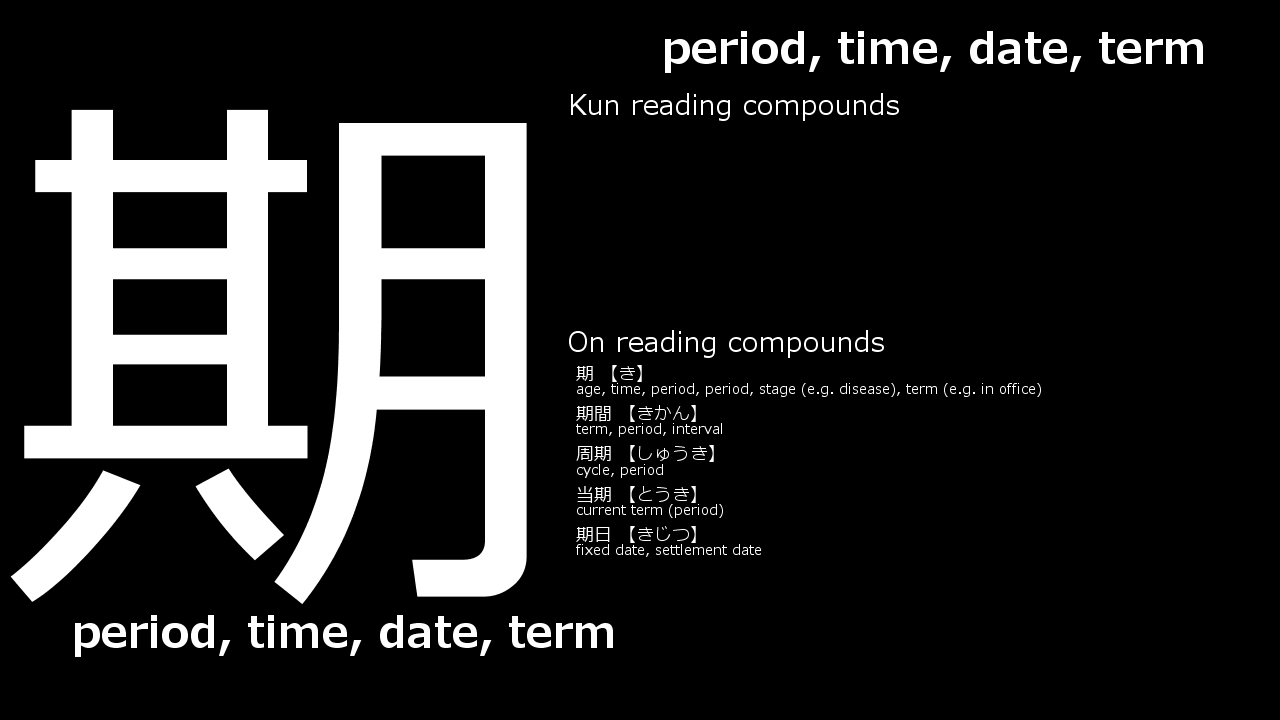 period, time, date, term
期
Kun reading compounds
On reading compounds
期 【き】
age, time, period, period, stage (e.g. disease), term (e.g. in office)
期間 【きかん】
term, period, interval
周期 【しゅうき】
cycle, period
当期 【とうき】
current term (period)
期日 【きじつ】
fixed date, settlement date
period, time, date, term